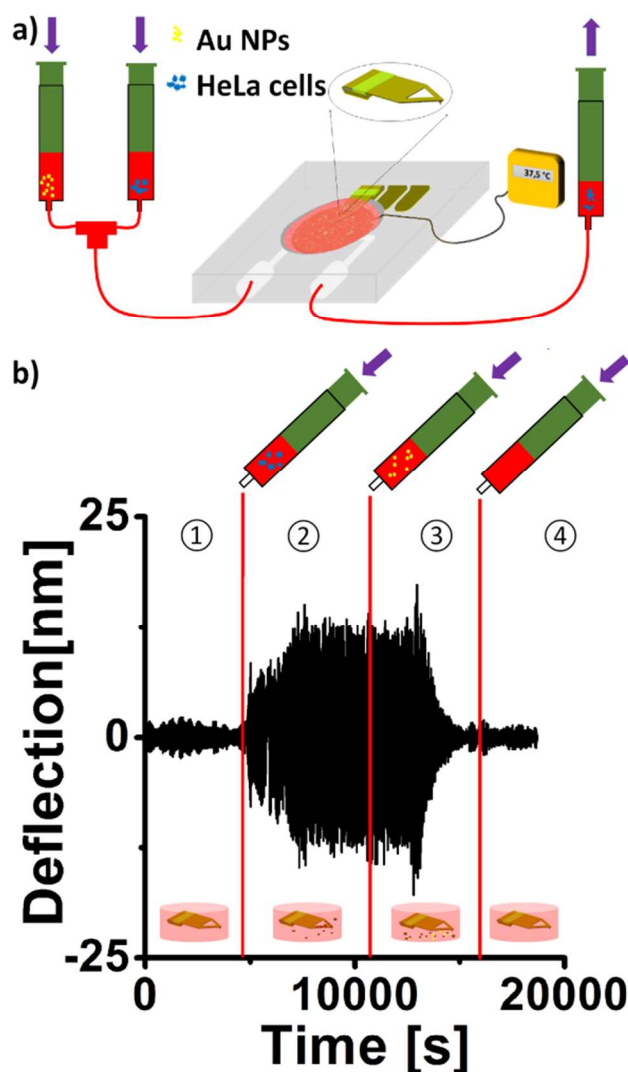 a)
Au NPs
HeLa cells
37,5 °C
b)
25
① ② ③ ④
Deflection[nm]
0
-25
0 10000 20000
Time [s]